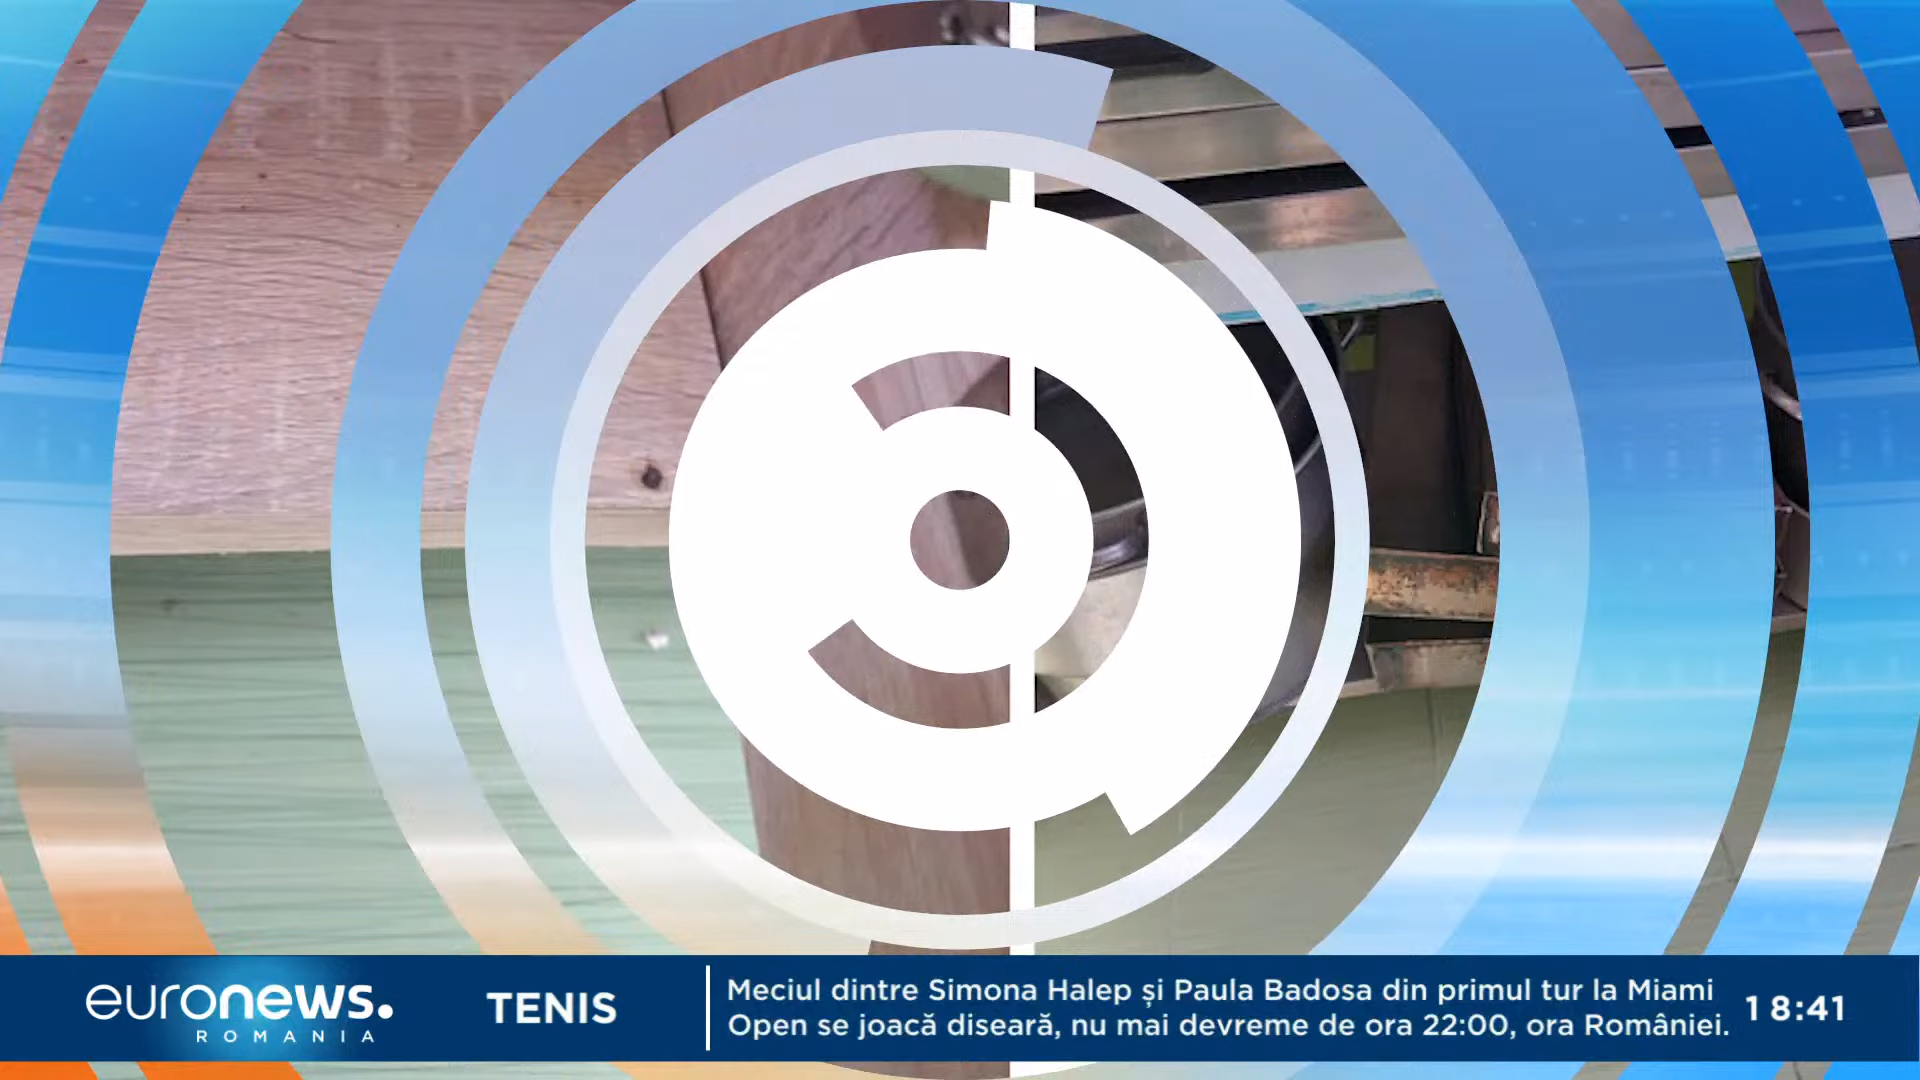 euronews.
ROMANIA
TENIS
Meciul dintre Simona Halep și Paula Badosa din primul tur la Miami
Open se joacă diseară, nu mai devreme de ora 22:00, ora României.
18:41